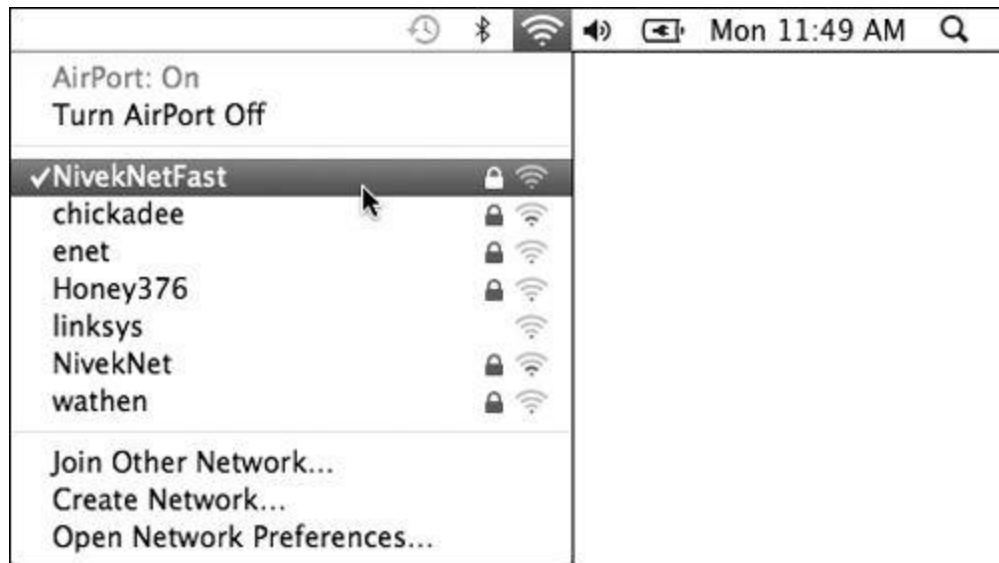 Mon 11:49 AM
AirPort: On
Turn AirPort Off
✓NivekNetFast
chickadee
enet
Honey376
linksys
NivekNet
wathen
Join Other Network...
Create Network...
Open Network Preferences...